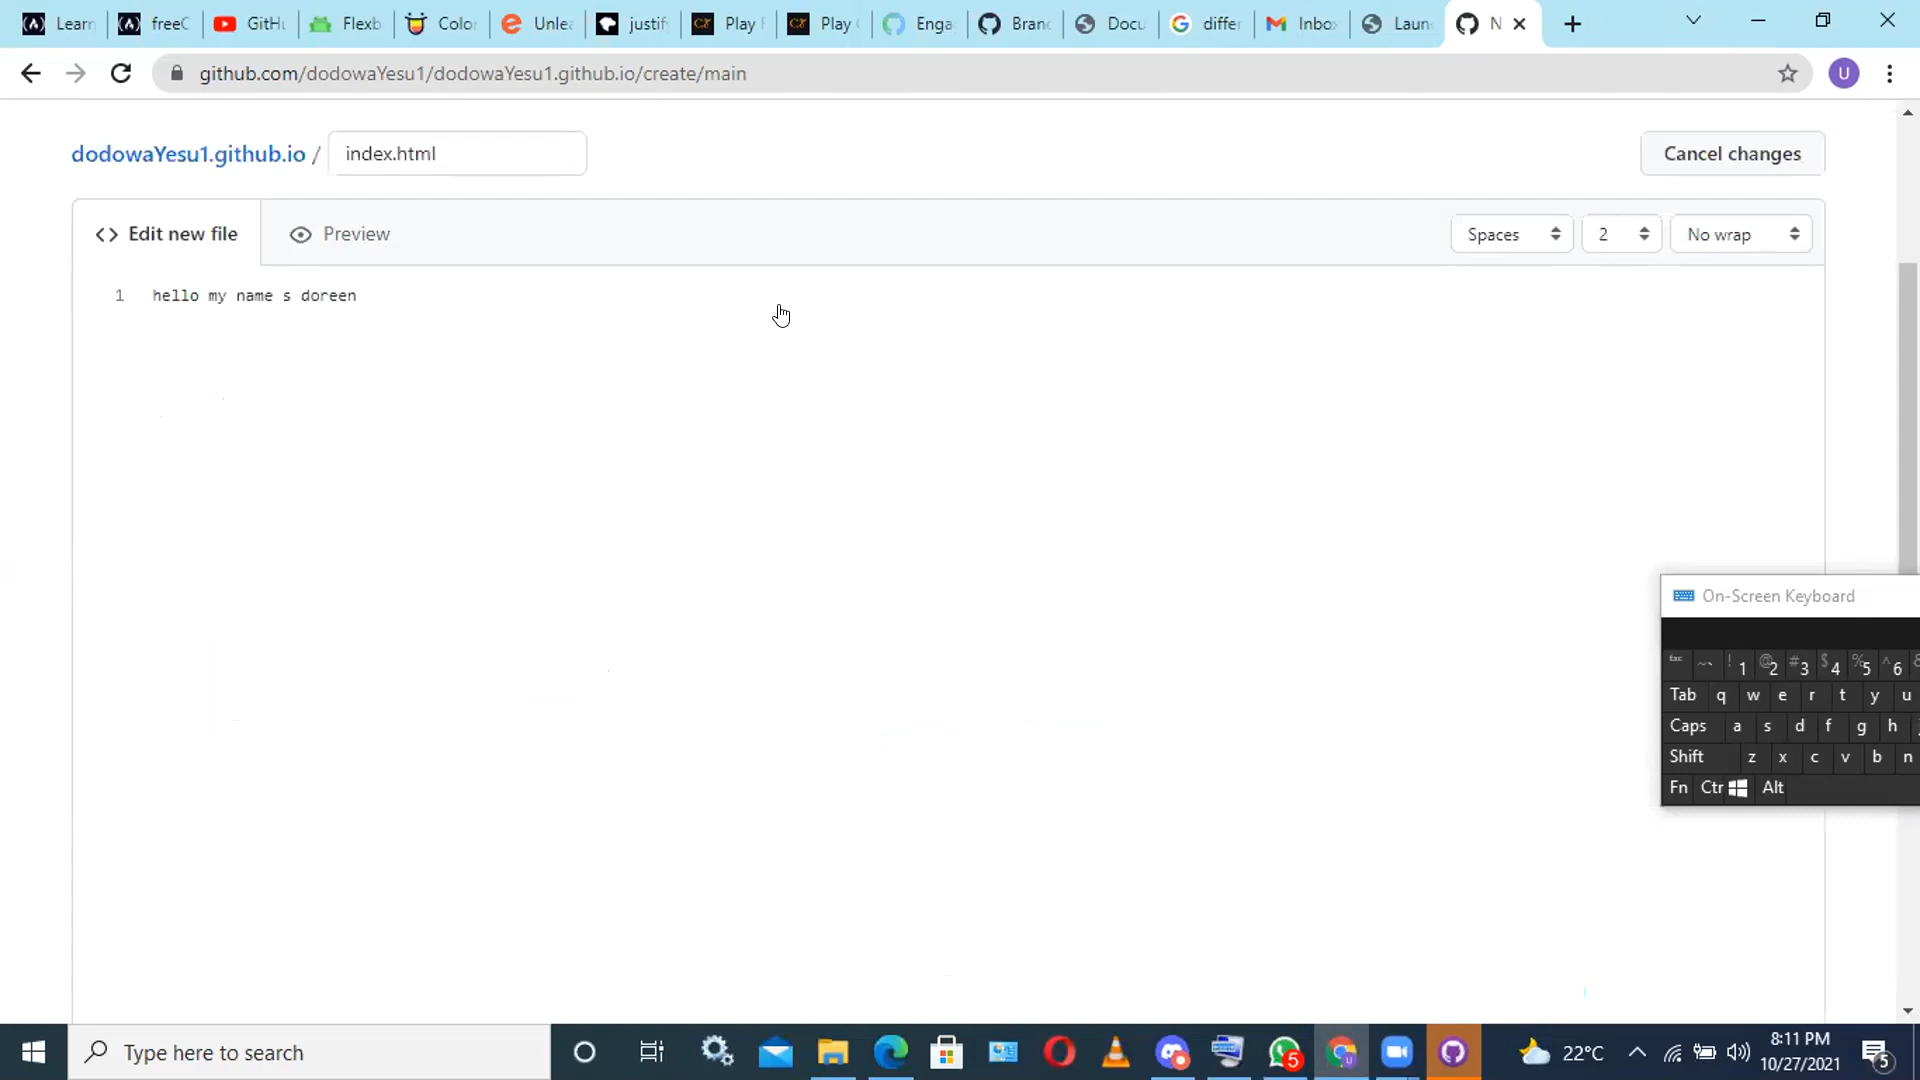 Learn
freeC
GitHu
Flexb
Color
Unlea
justify
Play F
Play
Enga
Branc
Docu
differ
Inbox
Laun
N
github.com/dodowaYesu1/dodowaYesu1.github.io/create/main
U
dodowaYesu1.github.io / index.html
Cancel changes
<> Edit new file
Preview
Spaces
2
No wrap
1 hello my name s doreen
On-Screen Keyboard
! 1 @ 2 # 3 $ 4 % 5 ^ 6
Tab q w e r t y u
Caps a s d f g h
Shift z x c v b n
Fn Ctr Alt
Type here to search
5
22°C
8:11 PM
10/27/2021
5